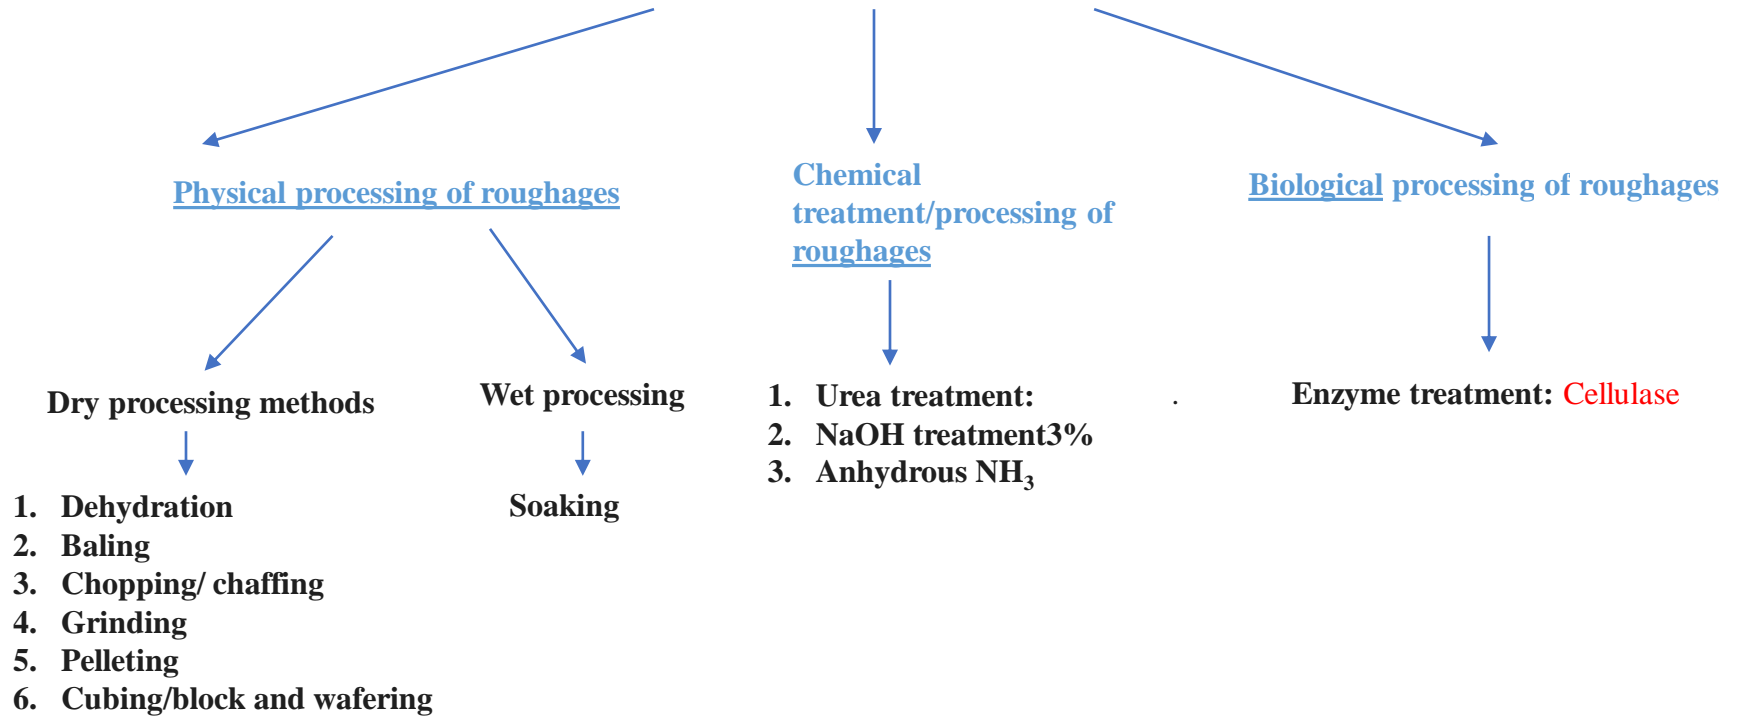 Physical processing of roughages
Chemical
treatment/processing of
roughages
Biological processing of roughages
Dry processing methods
Wet processing
1. Urea treatment:
2. NaOH treatment3%
3. Anhydrous NH₃
.
Enzyme treatment: Cellulase
1. Dehydration
2. Baling
3. Chopping/ chaffing
4. Grinding
5. Pelleting
6. Cubing/block and wafering
Soaking